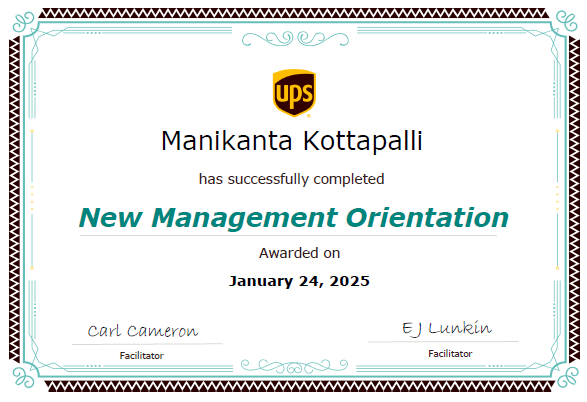 ups
Manikanta Kottapalli
has successfully completed
New Management Orientation
Awarded on
January 24, 2025
Carl Cameron
Facilitator
EJ Lunkin
Facilitator